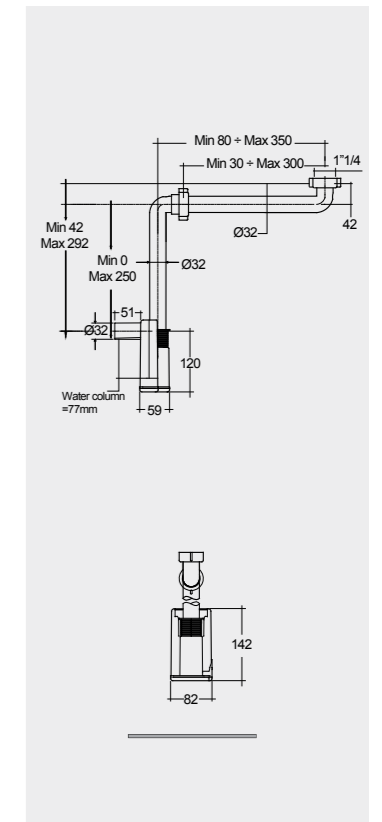 Min 80 ÷ Max 350
Min 30 ÷ Max 300
1"1/4
Min 42
Max 292
Ø32
42
Min 0
Max 250
Ø32
51
Ø32
120
Water column
=77mm
59
142
82